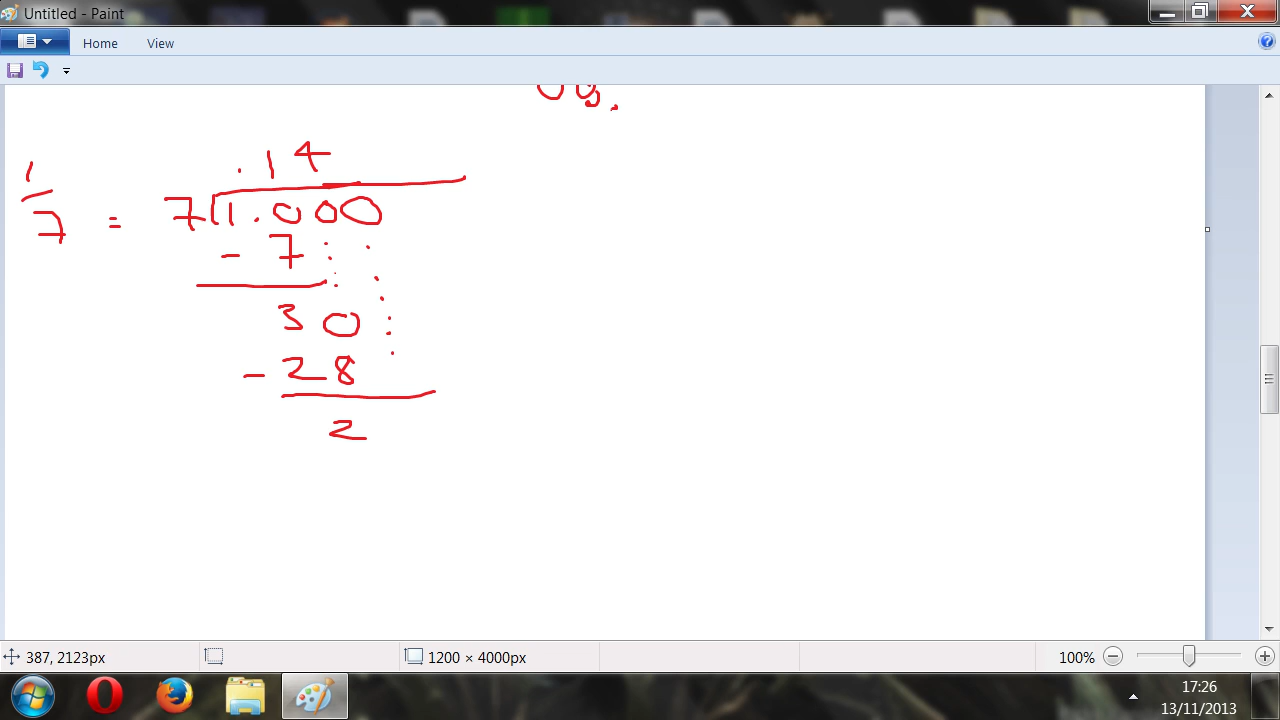 Untitled - Paint
Home View
.14
1/7 = 7 1.000
- 7
30
- 28
2
387, 2123px 1200 × 4000px 100%
17:26
13/11/2013